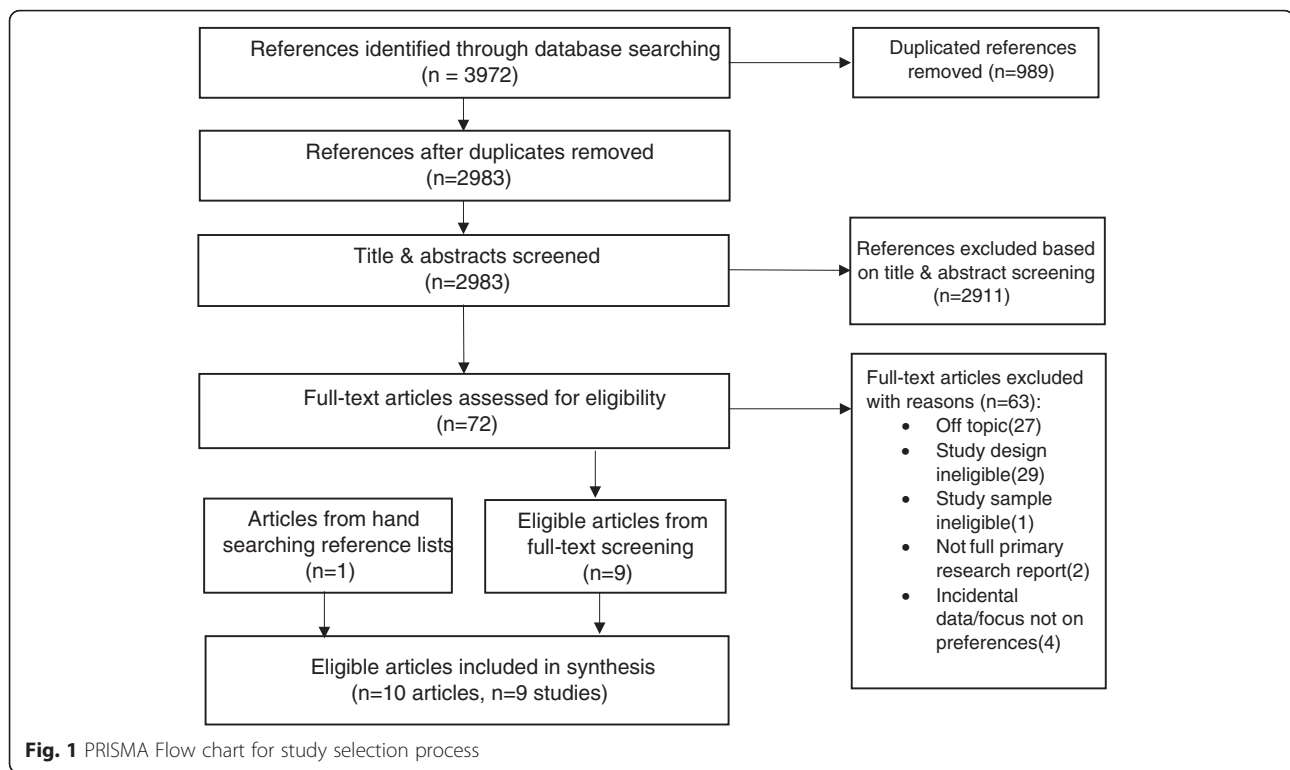 References identified through database searching
(n = 3972)
Duplicated references
removed (n=989)
References after duplicates removed
(n=2983)
Title & abstracts screened
(n=2983)
References excluded based
on title & abstract screening
(n=2911)
Full-text articles assessed for eligibility
(n=72)
Full-text articles excluded
with reasons (n=63):
• Off topic(27)
• Study design
ineligible(29)
• Study sample
ineligible(1)
• Not full primary
research report(2)
• Incidental
data/focus not on
preferences(4)
Articles from hand
searching reference lists
(n=1)
Eligible articles from
full-text screening
(n=9)
Eligible articles included in synthesis
(n=10 articles, n=9 studies)
Fig. 1 PRISMA Flow chart for study selection process